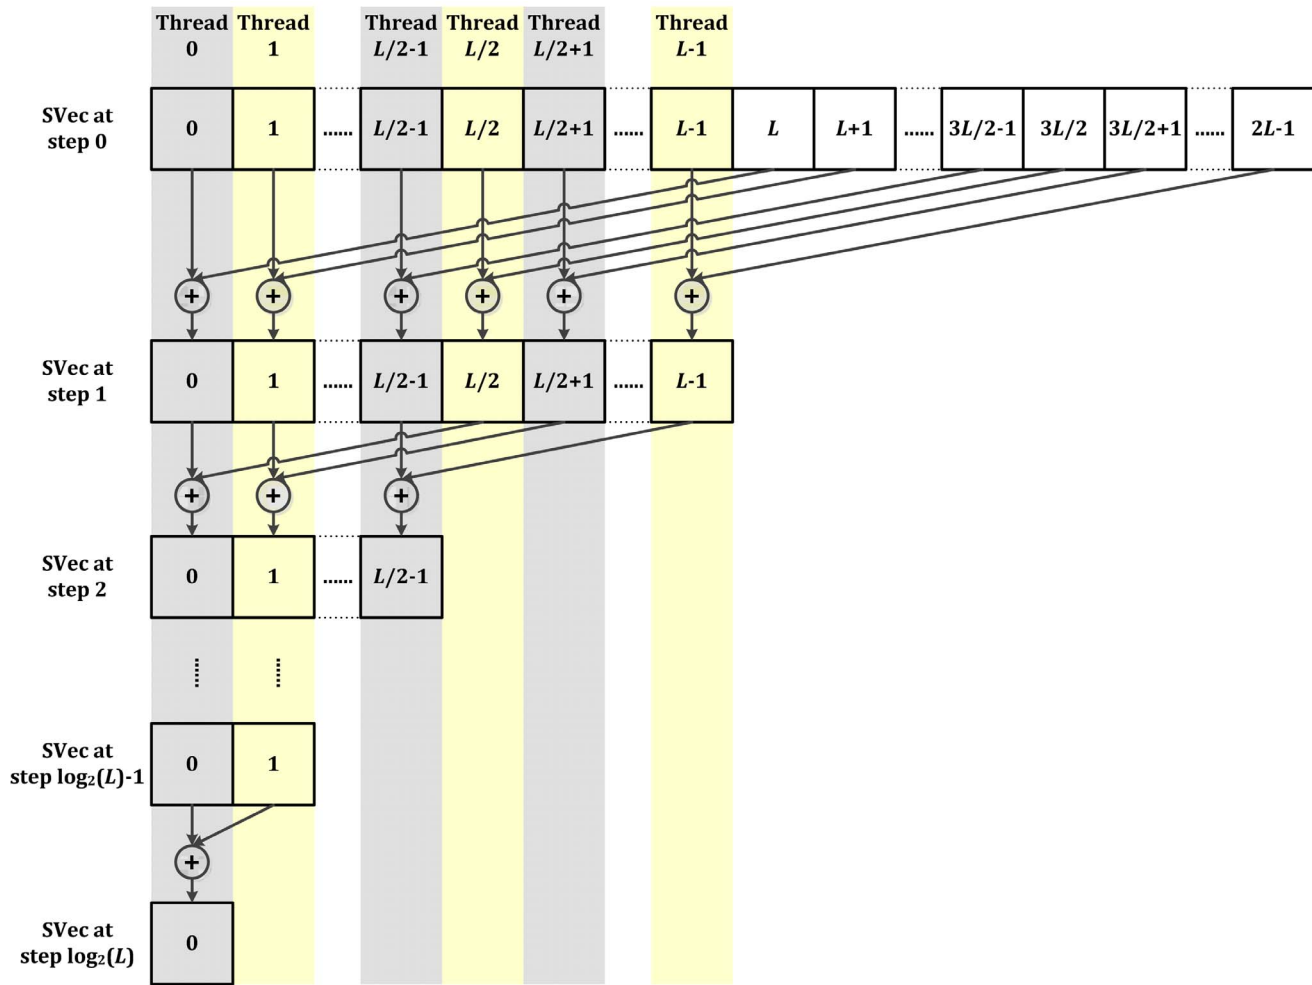 Thread Thread Thread Thread Thread Thread
0 1 L/2-1 L/2 L/2+1 L-1
SVec at
step 0
0 1 ...... L/2-1 L/2 L/2+1 ...... L-1 L L+1 ...... 3L/2-1 3L/2 3L/2+1 ...... 2L-1
+ + + + + +
SVec at
step 1
0 1 ...... L/2-1 L/2 L/2+1 ...... L-1
+ + +
SVec at
step 2
0 1 ...... L/2-1
...... ......
SVec at
step log₂(L)-1
0 1
+
SVec at
step log₂(L)
0